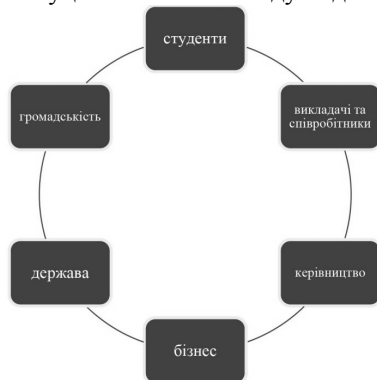 студенти
викладачі та
співробітники
керівництво
бізнес
держава
громадськість